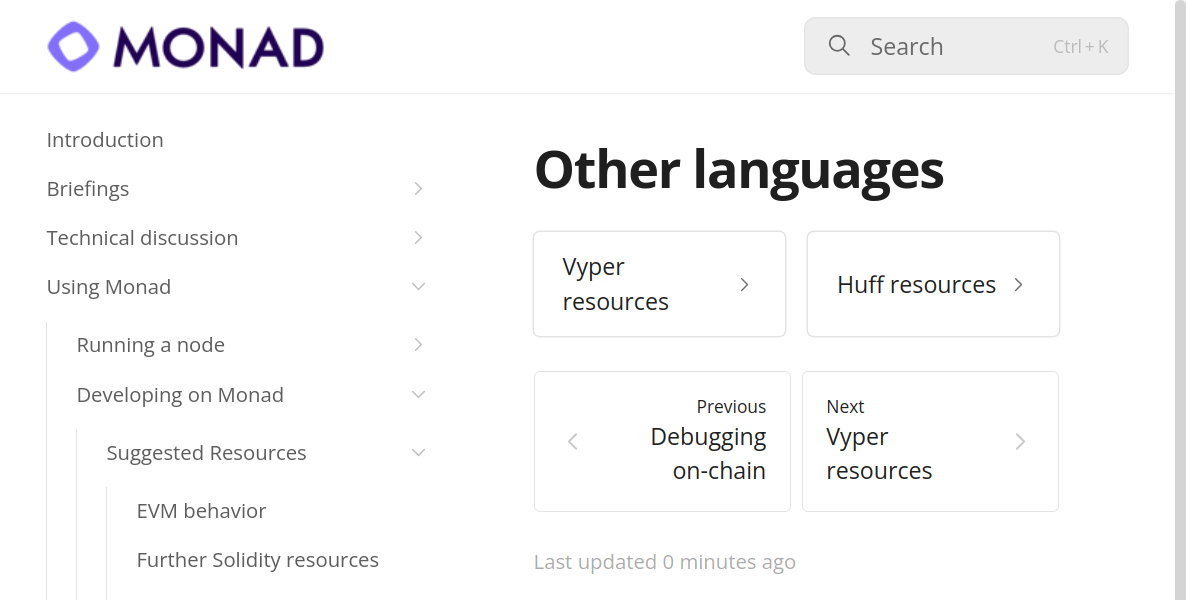 MONAD
Search
Ctrl + K
Introduction
Briefings
Technical discussion
Using Monad
Running a node
Developing on Monad
Suggested Resources
EVM behavior
Further Solidity resources
Other languages
Vyper
resources
Huff resources
Previous
Debugging
on-chain
Next
Vyper
resources
Last updated 0 minutes ago